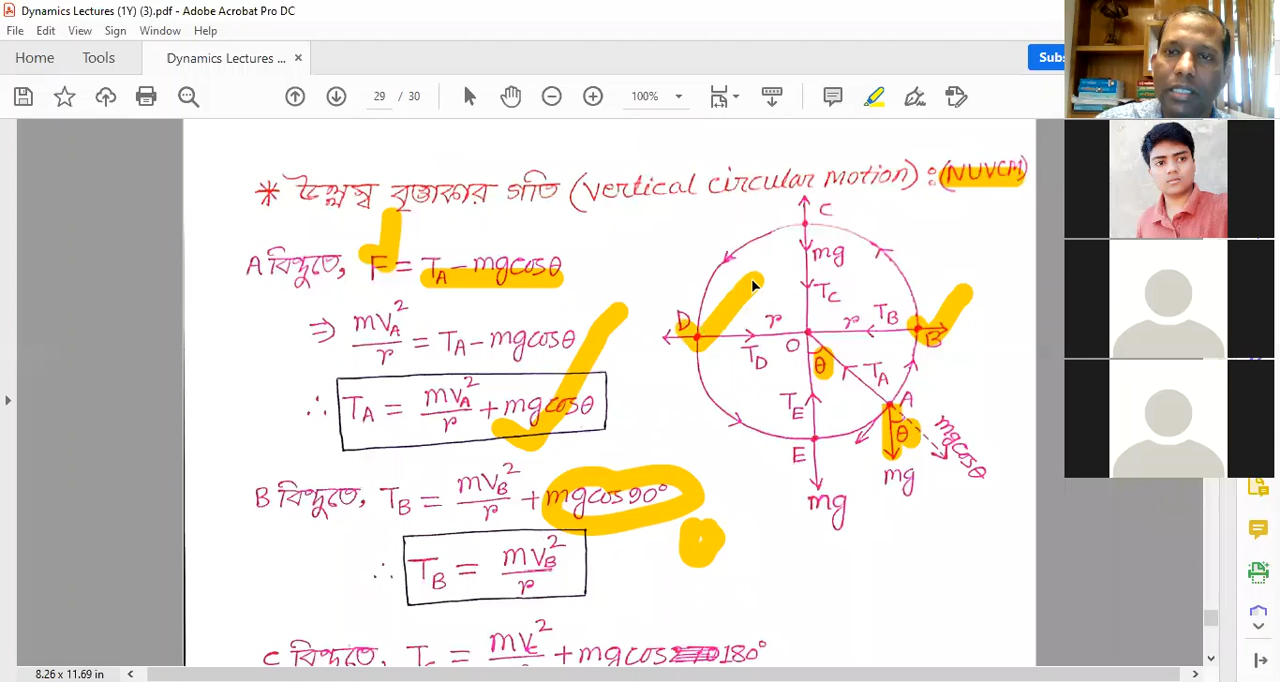 Dynamics Lectures (1Y) (3).pdf - Adobe Acrobat Pro DC
File Edit View Sign Window Help
Home Tools Dynamics Lectures ... ×
29 / 30 100%
* উল্লম্ব বৃত্তাকার গতি (vertical circular motion) : (NUVCM)
A বিন্দুতে, F = T_A - mgcosθ
⇒ mv_A²/r = T_A - mgcosθ
∴ T_A = mv_A²/r + mgcosθ
B বিন্দুতে, T_B = mv_B²/r + mgcos90°
0
∴ T_B = mv_B²/r
C বিন্দুতে, T_C = mv_C²/r + mgcos 180°
C
mg
T_C
D r r T_B B
T_D O θ T_A
T_E A
θ mgcosθ
E mg
mg
8.26 x 11.69 in